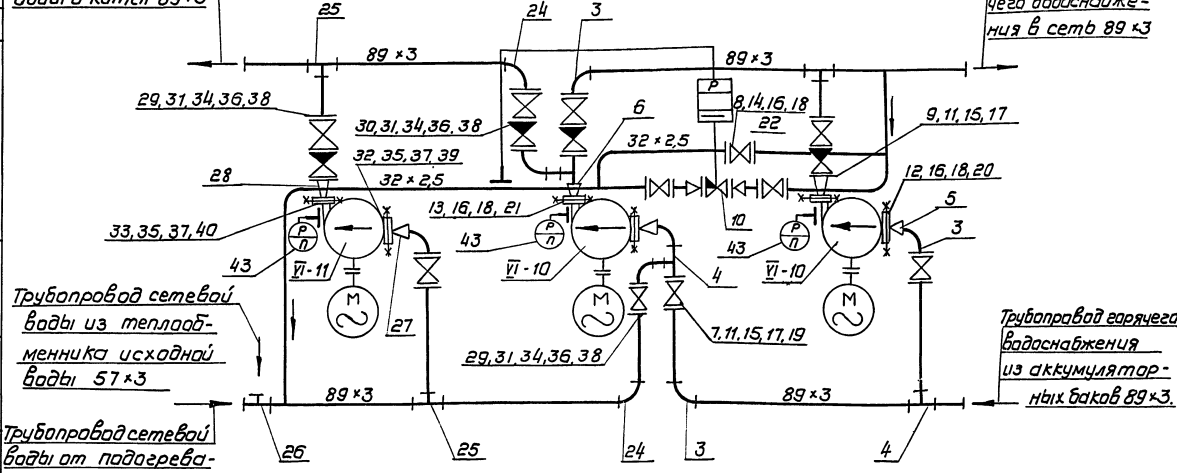 25
24
3
чего водоснабже-
ния в сеть 89×3
89×3
89×3
P
29, 31, 34, 36, 38
30, 31, 34, 36, 38
6
8, 14, 16, 18
22
9, 11, 15, 17
32, 35, 37, 39
32×2,5
28
32×2,5
12, 16, 18, 20
13, 16, 18, 21
10
5
33, 35, 37, 40
P
П
43
P
П
43
P
П
3
43
VI-11
VI-10
4
VI-10
М
М
М
27
Трубопровод сетевой
воды из теплооб-
менника исходной
воды 57×3
29, 31, 34, 36, 38
7, 11, 15, 17, 19
Трубопровод горячего
водоснабжения
из аккумулятор-
ных баков 89×3.
89×3
89×3
Трубопровод сетевой
воды от подогрева-
26
25
24
3
4